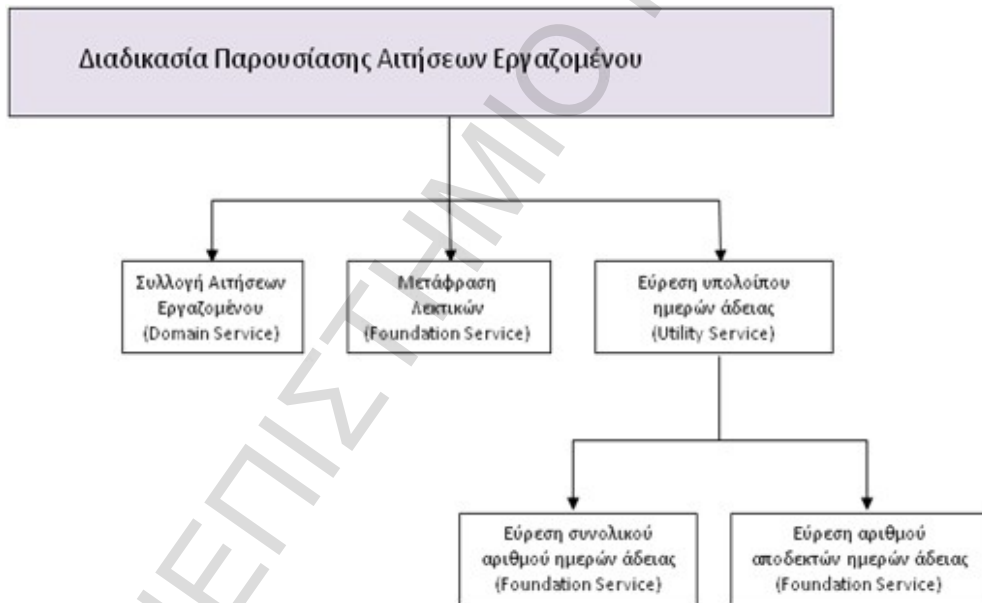 Διαδικασία Παρουσίασης Αιτήσεων Εργαζομένου
Συλλογή Αιτήσεων
Εργαζομένου
(Domain Service)
Μετάφραση
Λεκτικών
(Foundation Service)
Εύρεση υπολοίπου
ημερών άδειας
(Utility Service)
Εύρεση συνολικού
αριθμού ημερών άδειας
(Foundation Service)
Εύρεση αριθμού
αποδεκτών ημερών άδειας
(Foundation Service)